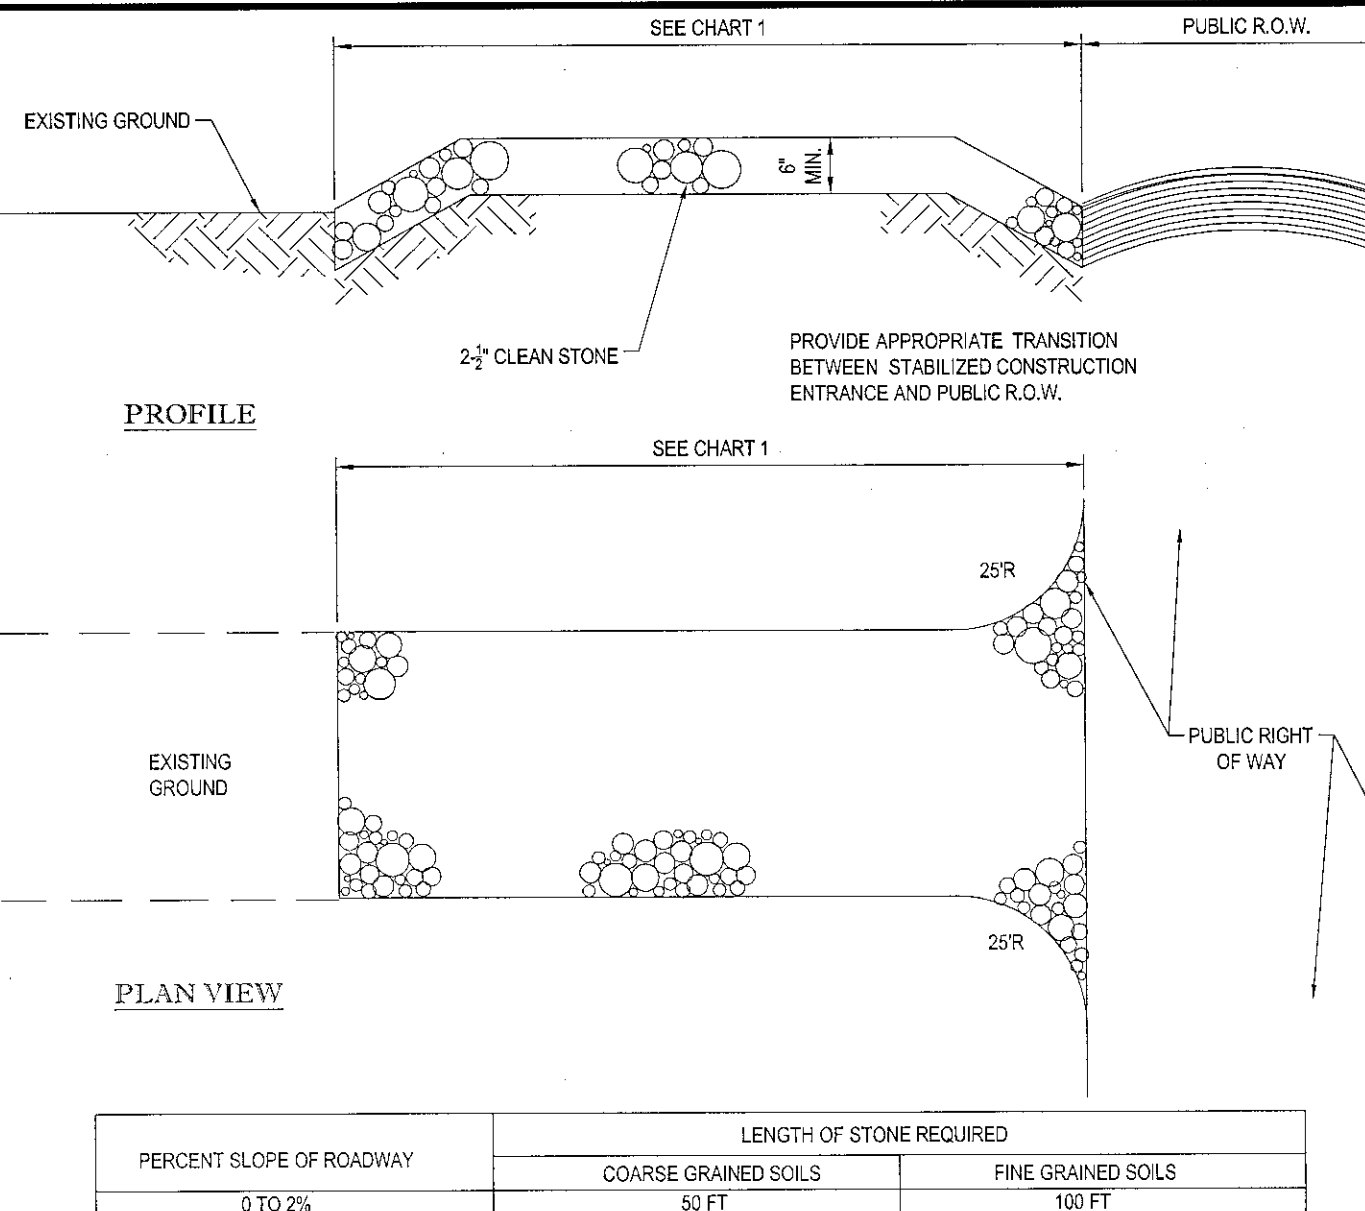 SEE CHART 1
PUBLIC R.O.W.
EXISTING GROUND
6"
MIN.
2-1/2" CLEAN STONE
PROVIDE APPROPRIATE TRANSITION
BETWEEN STABILIZED CONSTRUCTION
ENTRANCE AND PUBLIC R.O.W.
PROFILE
SEE CHART 1
25'R
PUBLIC RIGHT
OF WAY
EXISTING
GROUND
25'R
PLAN VIEW
PERCENT SLOPE OF ROADWAY
LENGTH OF STONE REQUIRED
COARSE GRAINED SOILS
FINE GRAINED SOILS
0 TO 2%
50 FT
100 FT